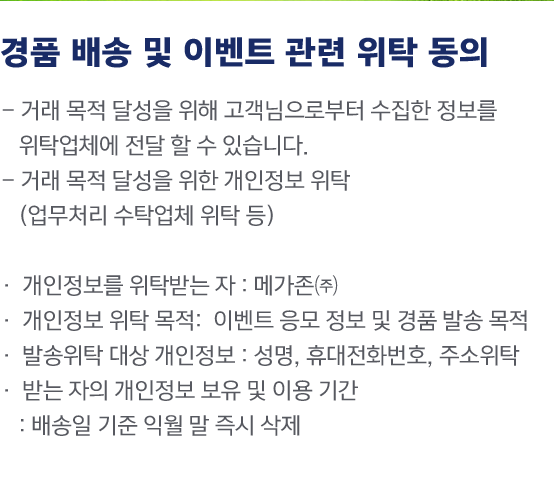 경품 배송 및 이벤트 관련 위탁 동의
- 거래 목적 달성을 위해 고객님으로부터 수집한 정보를
위탁업체에 전달 할 수 있습니다.
- 거래 목적 달성을 위한 개인정보 위탁
(업무처리 수탁업체 위탁 등)
· 개인정보를 위탁받는 자 : 메가존㈜
· 개인정보 위탁 목적: 이벤트 응모 정보 및 경품 발송 목적
· 발송위탁 대상 개인정보 : 성명, 휴대전화번호, 주소위탁
· 받는 자의 개인정보 보유 및 이용 기간
: 배송일 기준 익월 말 즉시 삭제